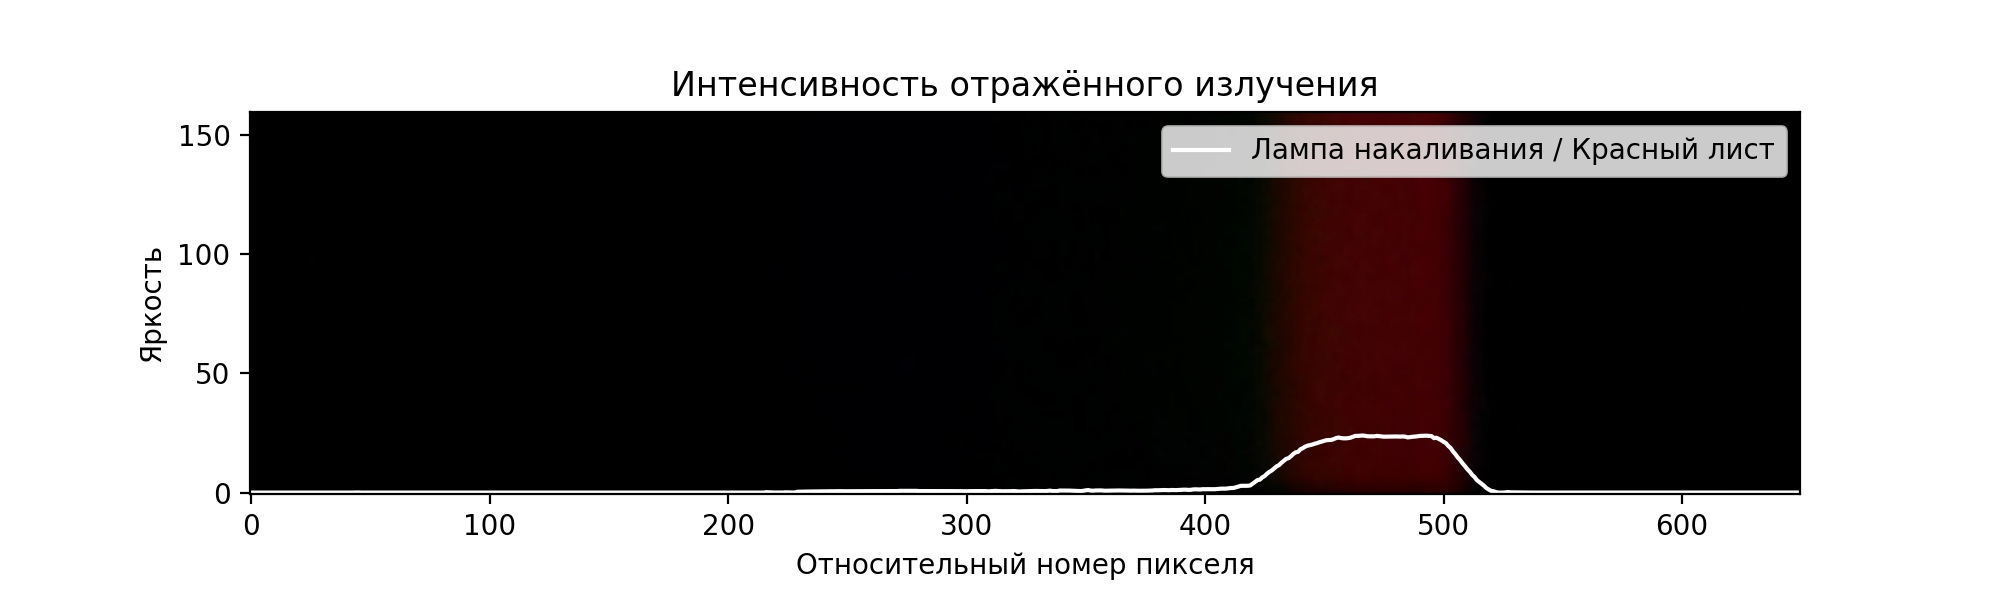 Интенсивность отражённого излучения
Лампа накаливания / Красный лист
Яркость
150
100
50
0
0 100 200 300 400 500 600
Относительный номер пикселя